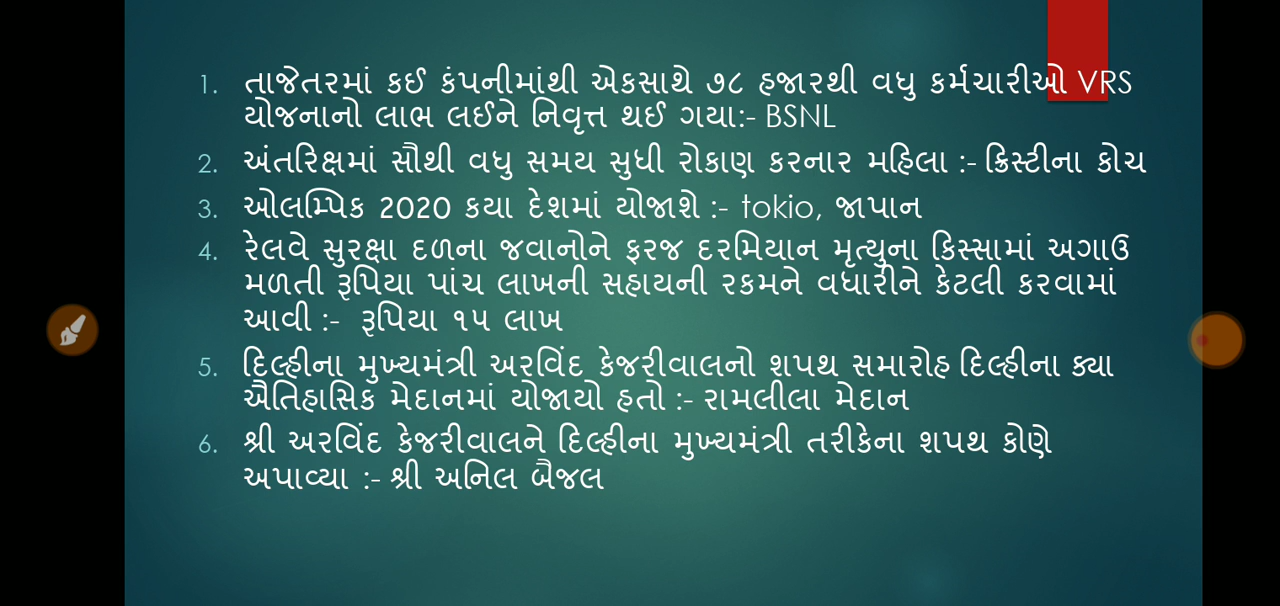 1. તાજેતરમાં કઈ કંપનીમાંથી એકસાથે ૭૮ હજારથી વધુ કર્મચારીઓ VRS
યોજનાનો લાભ લઈને નિવૃત્ત થઈ ગયા:- BSNL
2. અંતરિક્ષમાં સૌથી વધુ સમય સુધી રોકાણ કરનાર મહિલા :- ક્રિસ્ટીના કોચ
3. ઓલમ્પિક 2020 કયા દેશમાં યોજાશે :- tokio, જાપાન
4. રેલવે સુરક્ષા દળના જવાનોને ફરજ દરમિયાન મૃત્યુના કિસ્સામાં અગાઉ
મળતી રૂપિયા પાંચ લાખની સહાયની રકમને વધારીને કેટલી કરવામાં
આવી :- રૂપિયા ૧૫ લાખ
5. દિલ્હીના મુખ્યમંત્રી અરવિંદ કેજરીવાલનો શપથ સમારોહ દિલ્હીના ક્યા
ઐતિહાસિક મેદાનમાં યોજાયો હતો :- રામલીલા મેદાન
6. શ્રી અરવિંદ કેજરીવાલને દિલ્હીના મુખ્યમંત્રી તરીકેના શપથ કોણે
અપાવ્યા :- શ્રી અનિલ બૈજલ